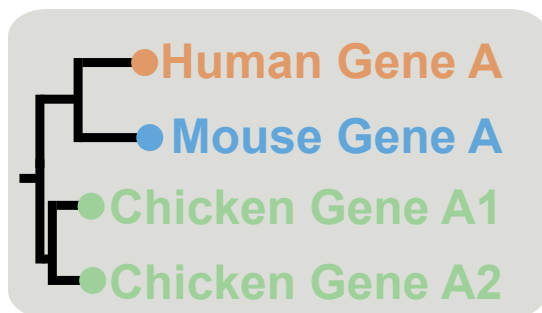 Human Gene A
Mouse Gene A
Chicken Gene A1
Chicken Gene A2